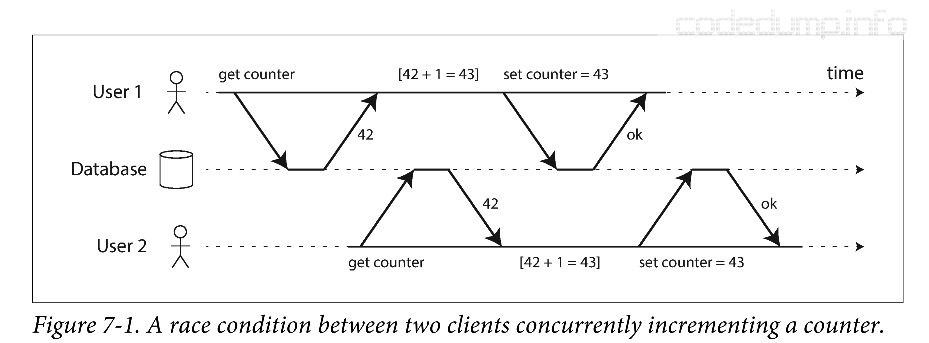 codedump.info
get counter
[42 + 1 = 43]
set counter = 43
time
User 1
42
ok
Database
42
ok
User 2
get counter
[42 + 1 = 43]
set counter = 43
Figure 7-1. A race condition between two clients concurrently incrementing a counter.